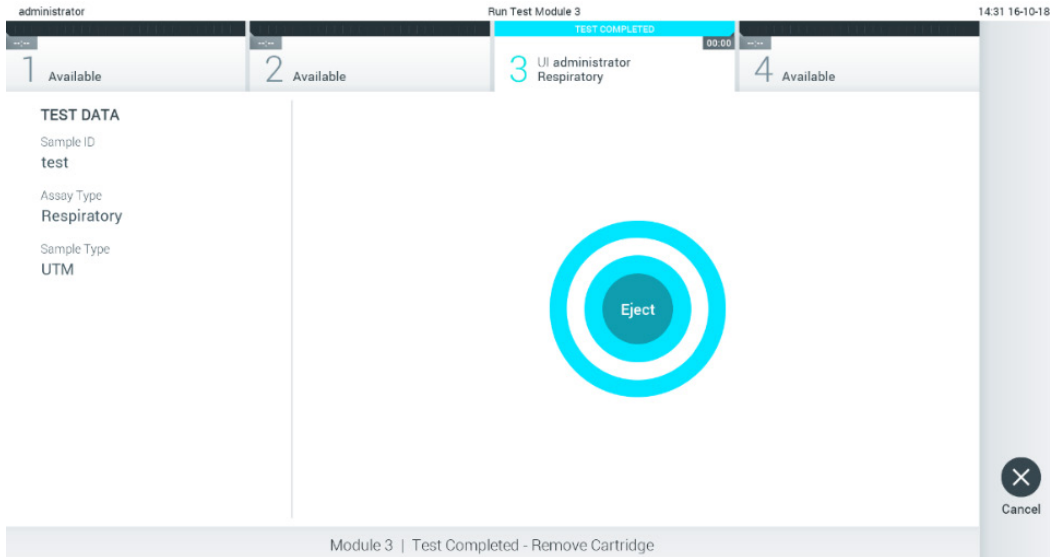 administrator
Run Test Module 3
14:31 16-10-18
TEST COMPLETED
--:--
--:--
00:00
--:--
1 Available
2 Available
3 UI administrator
Respiratory
4 Available
TEST DATA
Sample ID
test
Assay Type
Respiratory
Sample Type
UTM
Eject
Cancel
Module 3 | Test Completed - Remove Cartridge